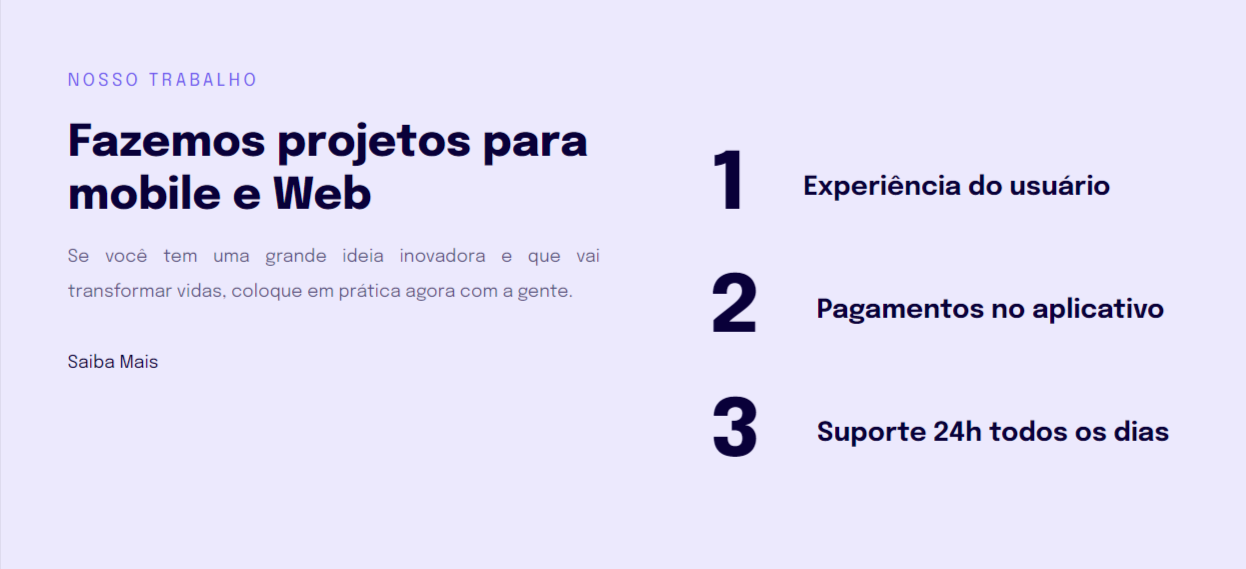 NOSSO TRABALHO
Fazemos projetos para
mobile e Web
Se você tem uma grande ideia inovadora e que vai
transformar vidas, coloque em prática agora com a gente.
Saiba Mais
1 Experiência do usuário
2 Pagamentos no aplicativo
3 Suporte 24h todos os dias